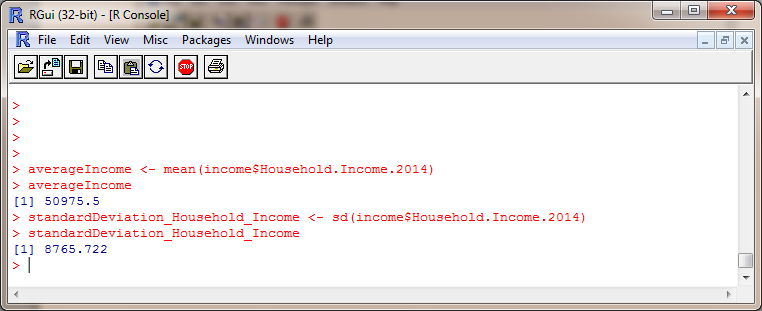 RGui (32-bit) - [R Console]
File Edit View Misc Packages Windows Help
STOP
>
>
>
>
> averageIncome <- mean(income$Household.Income.2014)
> averageIncome
[1] 50975.5
> standardDeviation_Household_Income <- sd(income$Household.Income.2014)
> standardDeviation_Household_Income
[1] 8765.722
>